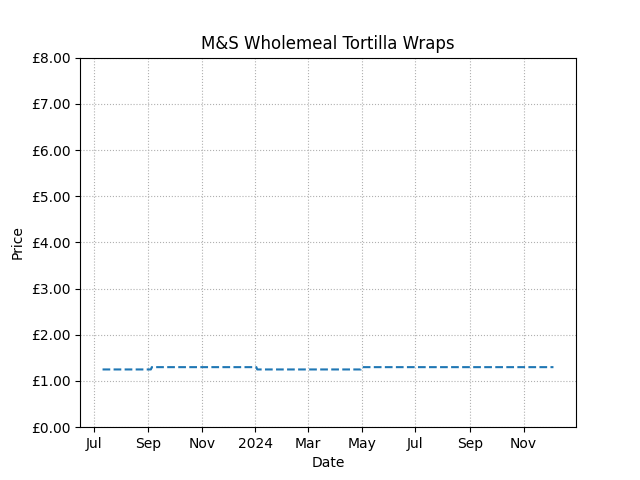 M&S Wholemeal Tortilla Wraps
£8.00
£7.00
£6.00
£5.00
£4.00
£3.00
£2.00
£1.00
£0.00
Price
Jul Sep Nov 2024 Mar May Jul Sep Nov
Date